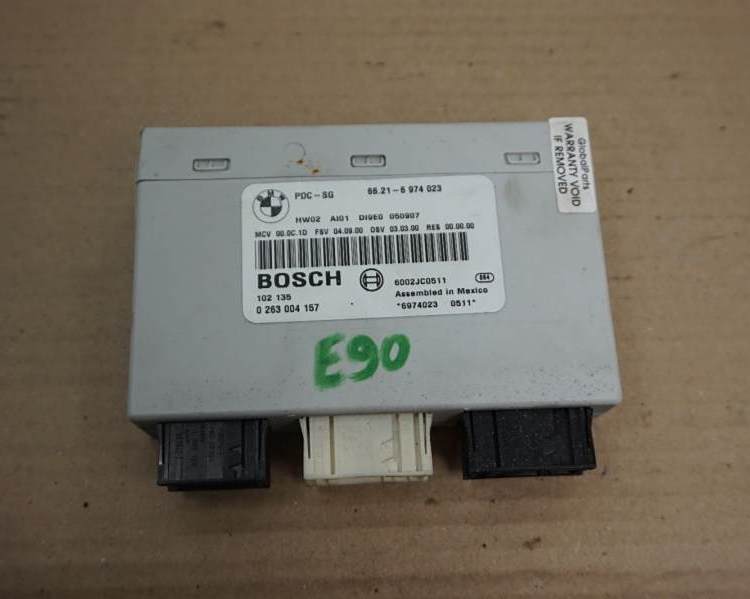 GlobalParts
WARRANTY VOID
IF REMOVED
BMW
PDC-SG 66.21-6 974 023
HW02 AI01 DI9E0 050907
MCV 00.0C.1D FSV 04.09.00 OSV 03.03.00 RES 00.00.00
BOSCH 6002JC0511 064
102 135 Assembled in Mexico
0 263 004 157 *6974023 0511*
E90